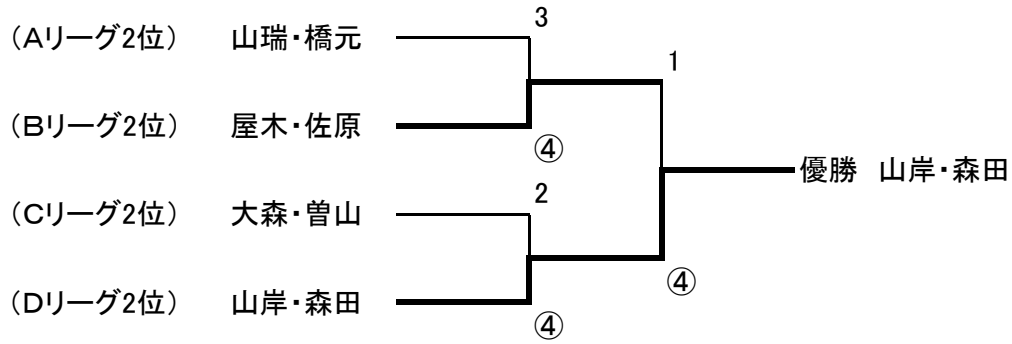 3
（Aリーグ2位）　山瑞・橋元
1
（Bリーグ2位）　屋木・佐原
④
優勝　山岸・森田
2
（Cリーグ2位）　大森・曽山
④
（Dリーグ2位）　山岸・森田
④